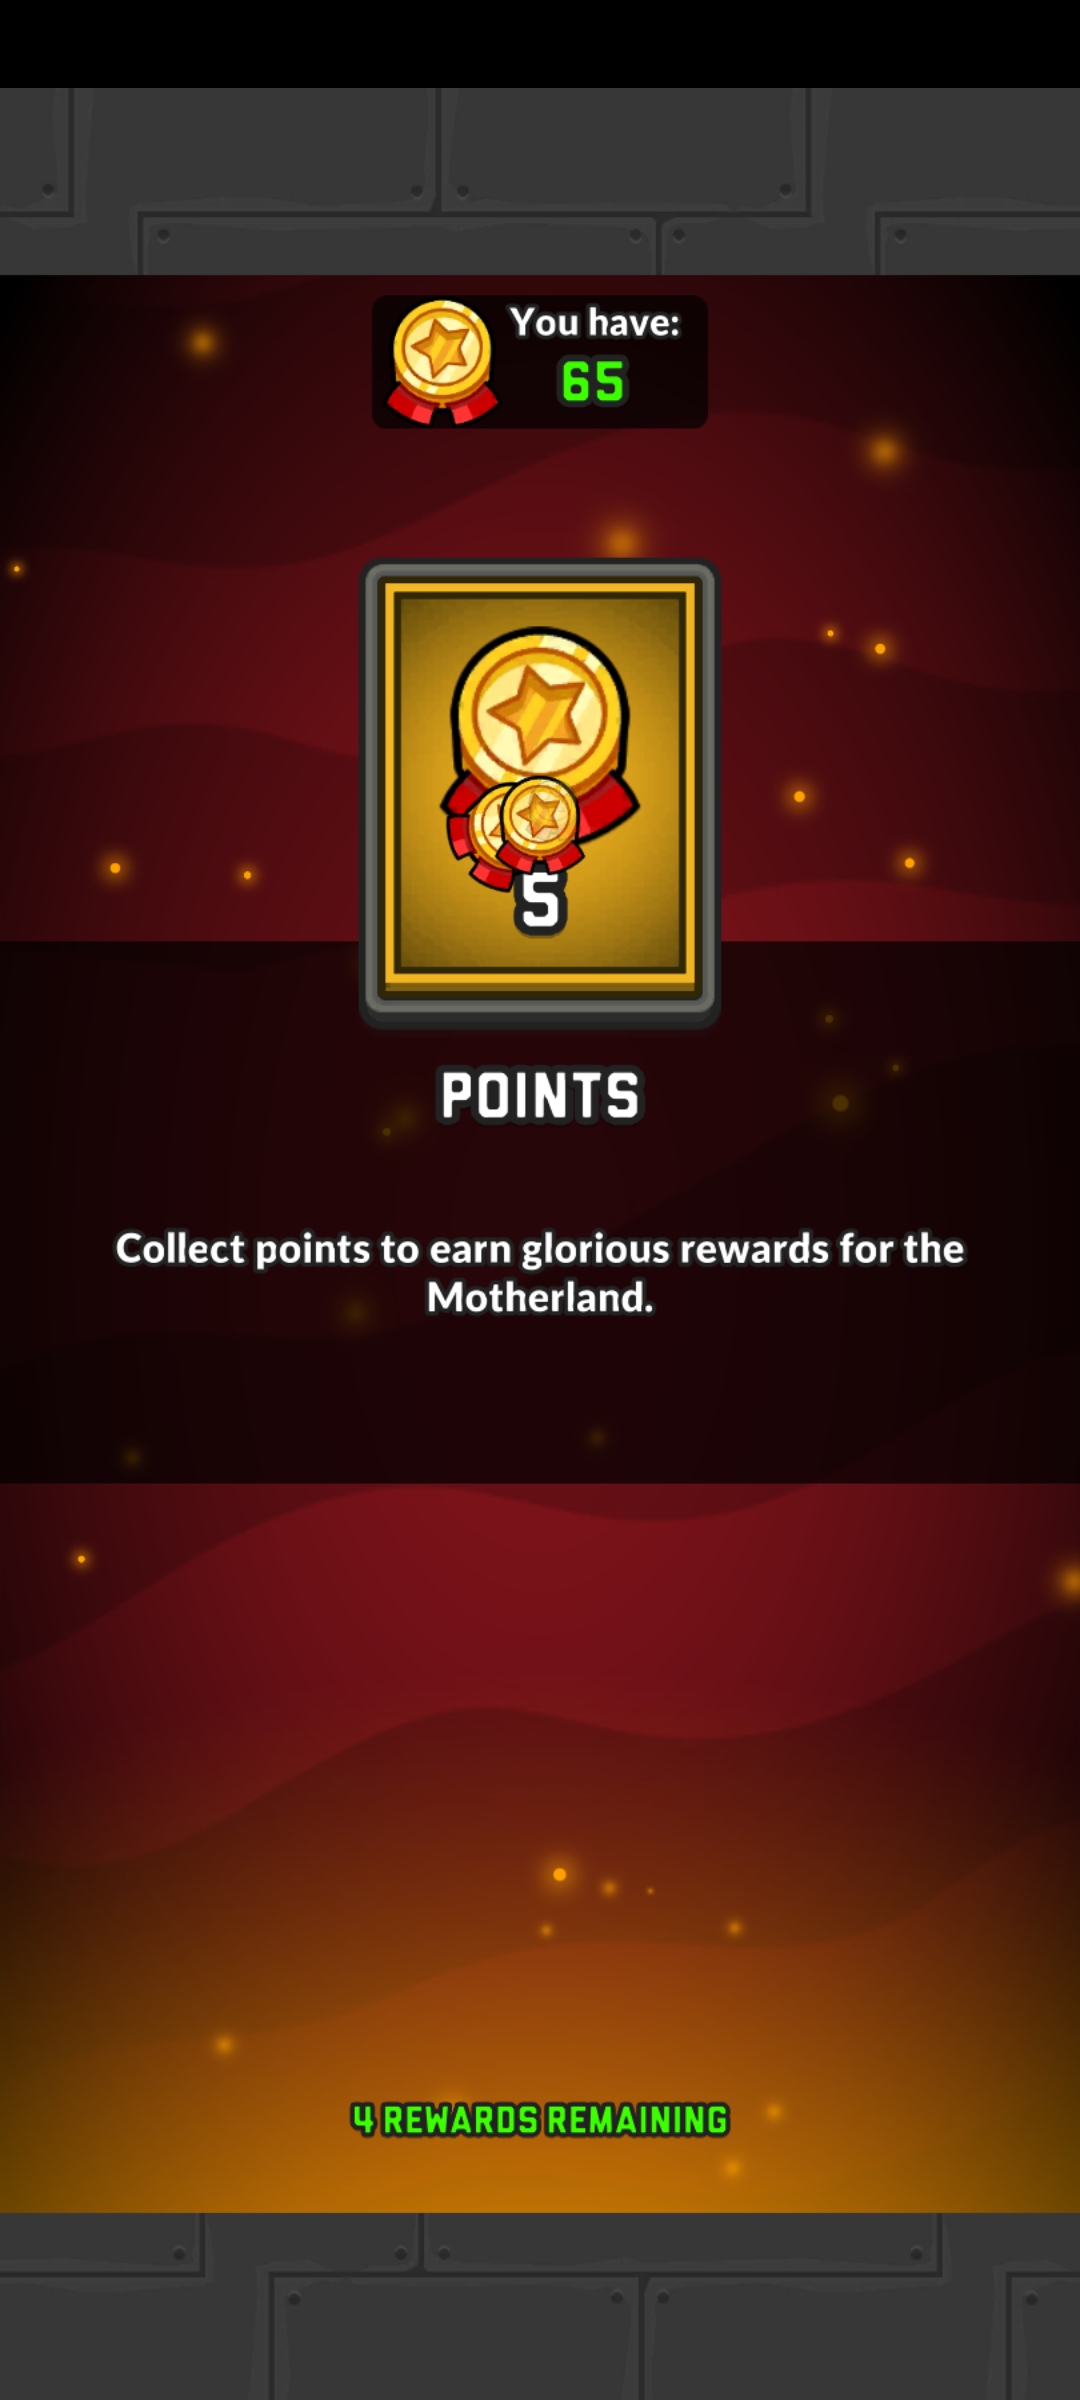 You have:
65
5
POINTS
Collect points to earn glorious rewards for the
Motherland.
4 REWARDS REMAINING